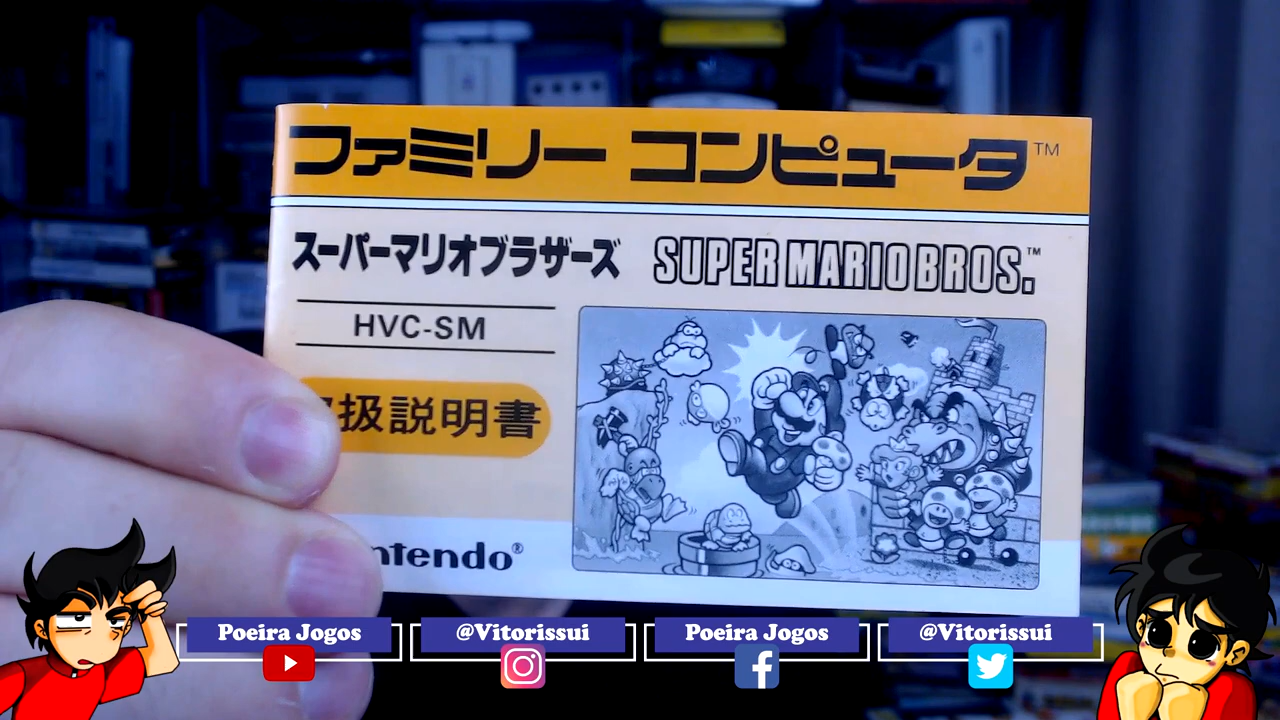 ファミリー コンピュータ™
スーパーマリオブラザーズ SUPER MARIO BROS.™
HVC-SM
取扱説明書
ntendo®
Poeira Jogos @Vitorissui Poeira Jogos @Vitorissui